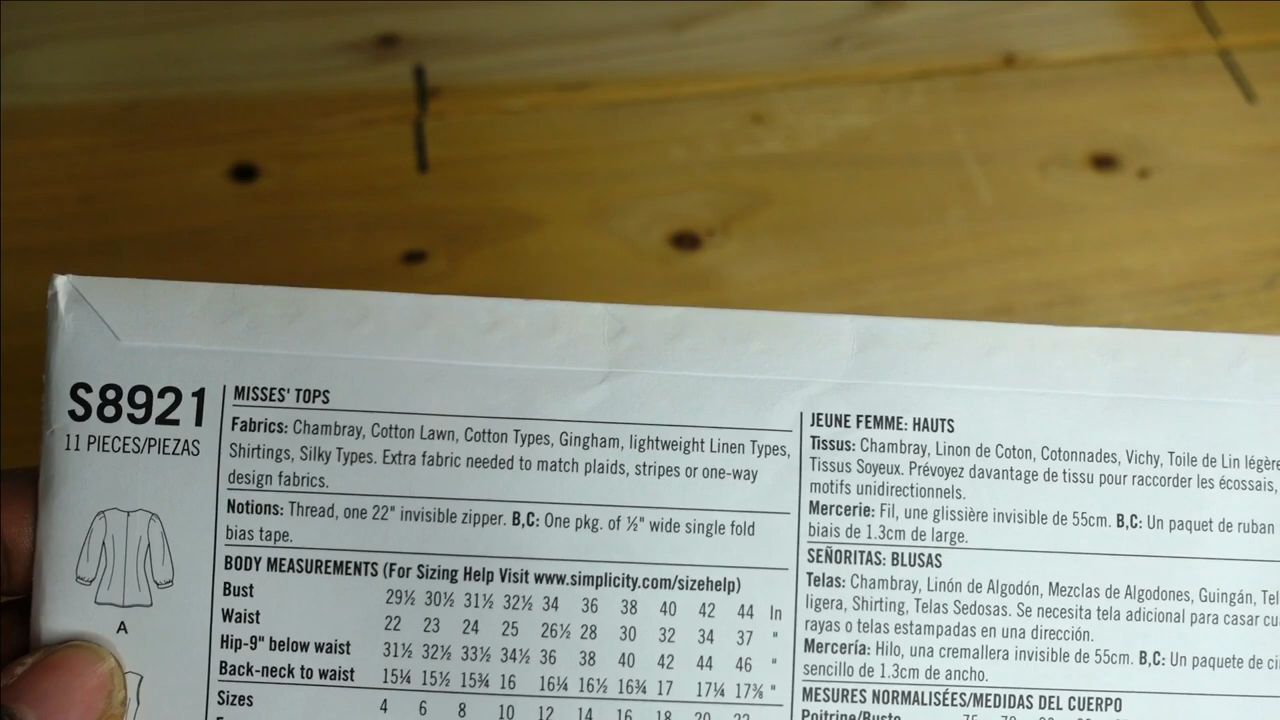 S8921
11 PIECES/PIEZAS
A
MISSES' TOPS
Fabrics: Chambray, Cotton Lawn, Cotton Types, Gingham, lightweight Linen Types,
Shirtings, Silky Types. Extra fabric needed to match plaids, stripes or one-way
design fabrics.
Notions: Thread, one 22" invisible zipper. B,C: One pkg. of ½" wide single fold
bias tape.
BODY MEASUREMENTS (For Sizing Help Visit www.simplicity.com/sizehelp)
Bust 29½ 30½ 31½ 32½ 34 36 38 40 42 44 In
Waist 22 23 24 25 26½ 28 30 32 34 37 "
Hip-9" below waist 31½ 32½ 33½ 34½ 36 38 40 42 44 46 "
Back-neck to waist 15¼ 15½ 15¾ 16 16¼ 16½ 16¾ 17 17¼ 17⅜ "
Sizes 4 6 8 10 12 14 16 18 20 22
JEUNE FEMME: HAUTS
Tissus: Chambray, Linon de Coton, Cotonnades, Vichy, Toile de Lin légère
Tissus Soyeux. Prévoyez davantage de tissu pour raccorder les écossais,
motifs unidirectionnels.
Mercerie: Fil, une glissière invisible de 55cm. B,C: Un paquet de ruban
biais de 1.3cm de large.
SEÑORITAS: BLUSAS
Telas: Chambray, Linón de Algodón, Mezclas de Algodones, Guingán, Tel
ligera, Shirting, Telas Sedosas. Se necesita tela adicional para casar cu
rayas o telas estampadas en una dirección.
Mercería: Hilo, una cremallera invisible de 55cm. B,C: Un paquete de ci
sencillo de 1.3cm de ancho.
MESURES NORMALISÉES/MEDIDAS DEL CUERPO
Poitrine/Busto